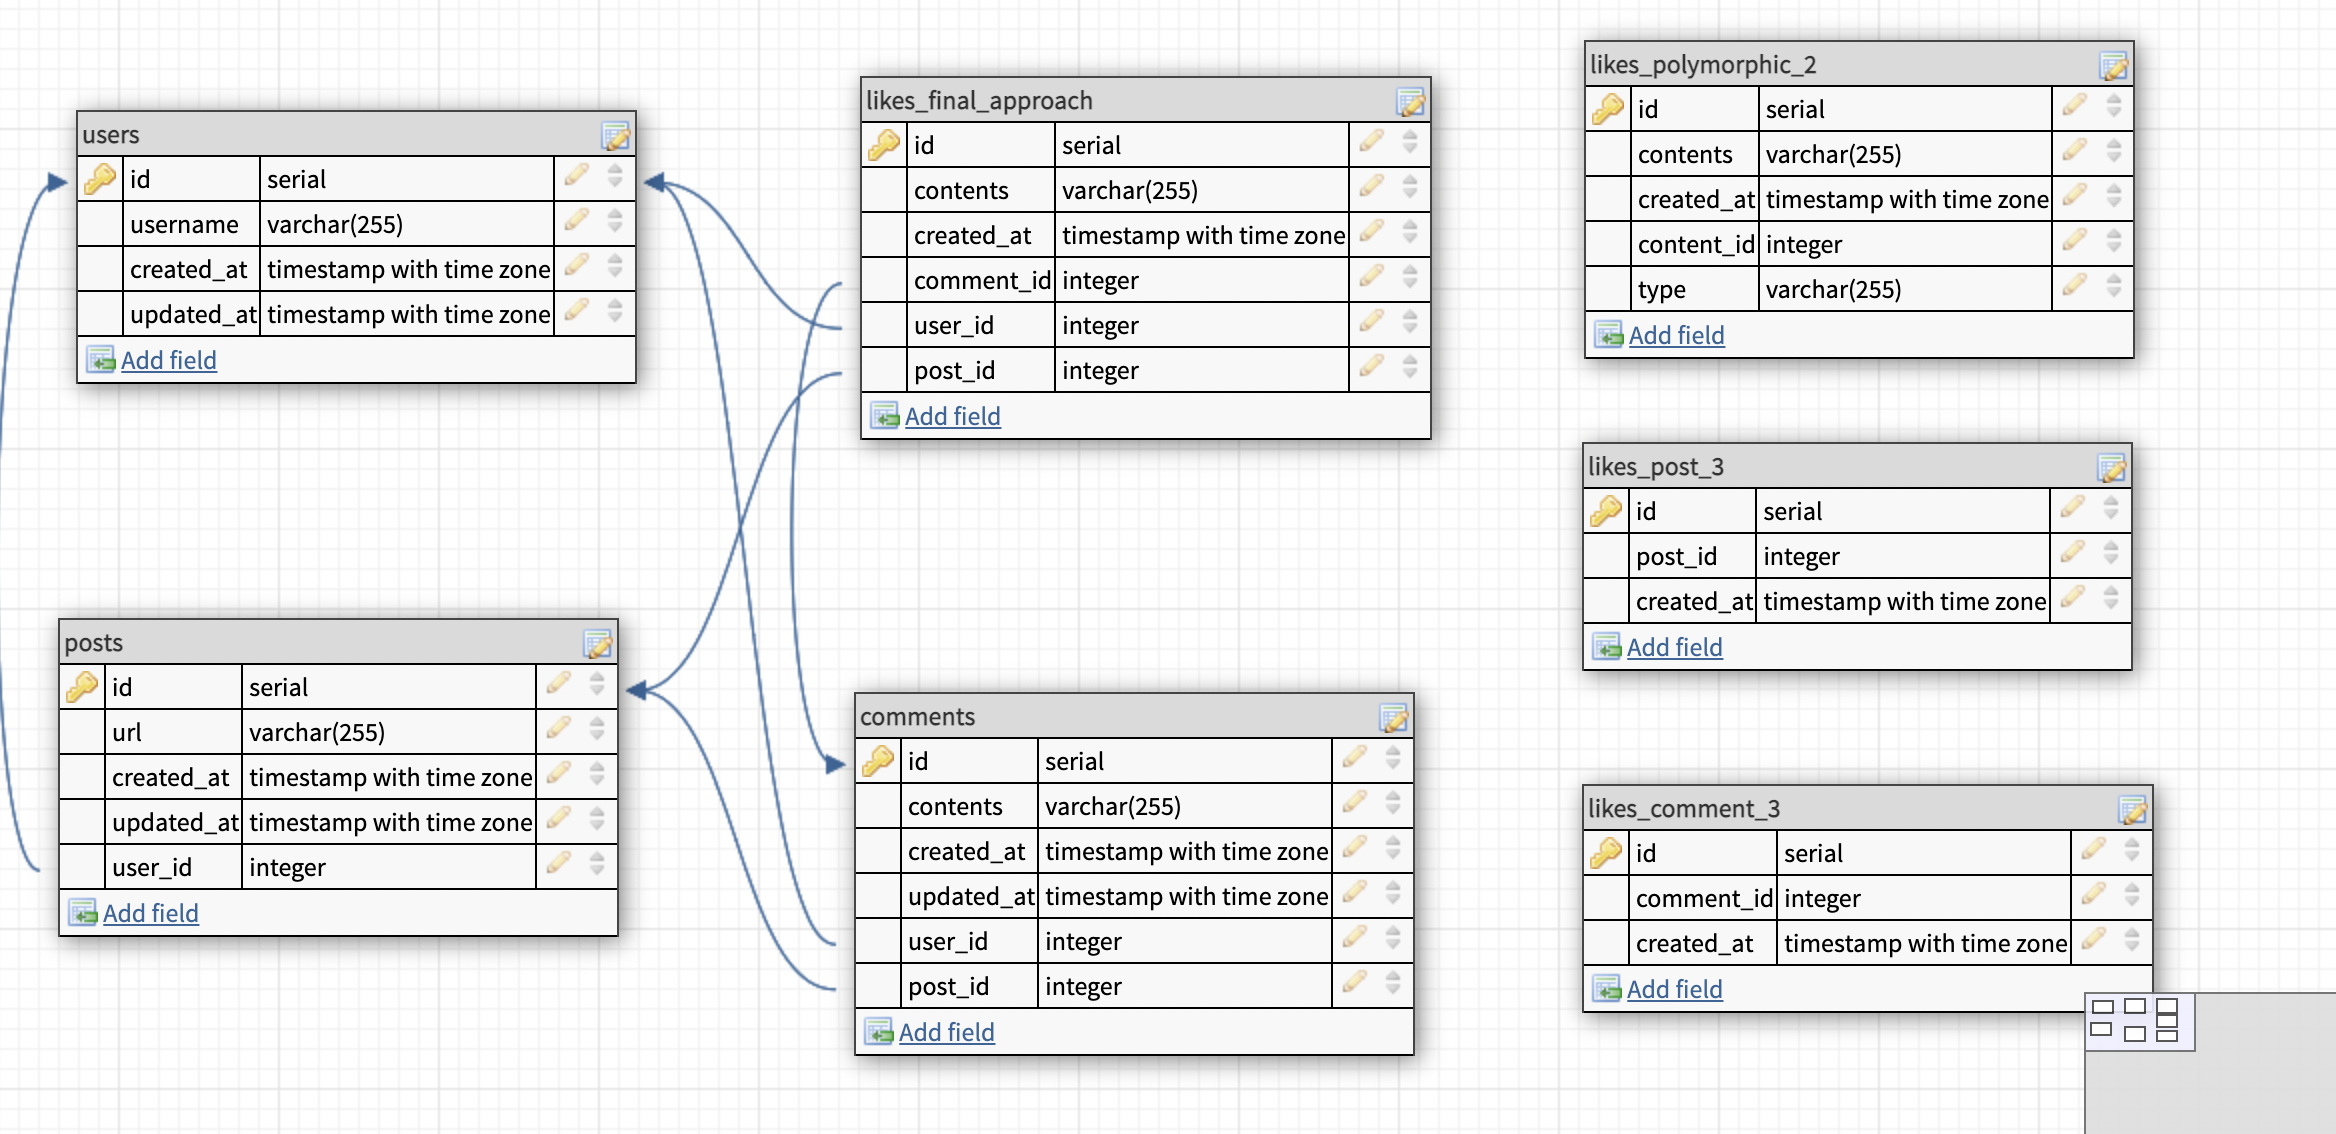 users
id serial
username varchar(255)
created_at timestamp with time zone
updated_at timestamp with time zone
Add field
posts
id serial
url varchar(255)
created_at timestamp with time zone
updated_at timestamp with time zone
user_id integer
Add field
likes_final_approach
id serial
contents varchar(255)
created_at timestamp with time zone
comment_id integer
user_id integer
post_id integer
Add field
comments
id serial
contents varchar(255)
created_at timestamp with time zone
updated_at timestamp with time zone
user_id integer
post_id integer
Add field
likes_polymorphic_2
id serial
contents varchar(255)
created_at timestamp with time zone
content_id integer
type varchar(255)
Add field
likes_post_3
id serial
post_id integer
created_at timestamp with time zone
Add field
likes_comment_3
id serial
comment_id integer
created_at timestamp with time zone
Add field